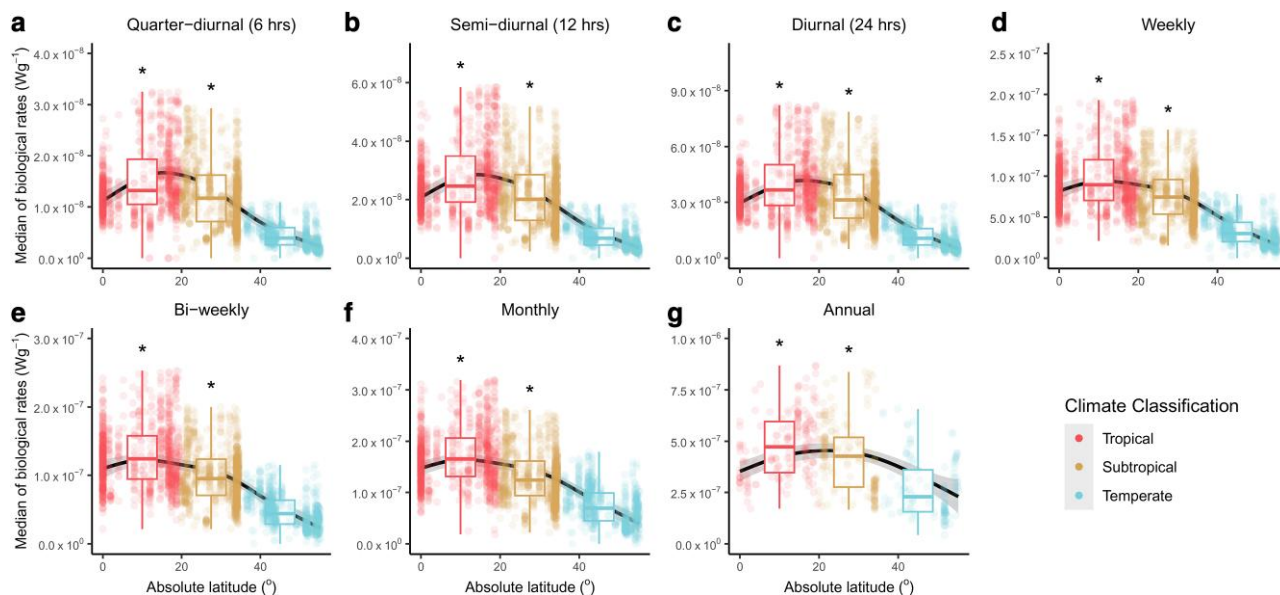 a Quarter-diurnal (6 hrs)
b Semi-diurnal (12 hrs)
c Diurnal (24 hrs)
d Weekly
Median of biological rates (Wg⁻¹)
4.0 x 10⁻⁸
3.0 x 10⁻⁸
2.0 x 10⁻⁸
1.0 x 10⁻⁸
0.0 x 10⁰
* *
0 20 40
6.0 x 10⁻⁸
4.0 x 10⁻⁸
2.0 x 10⁻⁸
0.0 x 10⁰
* *
0 20 40
9.0 x 10⁻⁸
6.0 x 10⁻⁸
3.0 x 10⁻⁸
0.0 x 10⁰
* *
0 20 40
2.5 x 10⁻⁷
2.0 x 10⁻⁷
1.5 x 10⁻⁷
1.0 x 10⁻⁷
5.0 x 10⁻⁸
0.0 x 10⁰
* *
0 20 40
e Bi-weekly
f Monthly
g Annual
Median of biological rates (Wg⁻¹)
3.0 x 10⁻⁷
2.0 x 10⁻⁷
1.0 x 10⁻⁷
0.0 x 10⁰
* *
0 20 40
Absolute latitude (°)
4.0 x 10⁻⁷
3.0 x 10⁻⁷
2.0 x 10⁻⁷
1.0 x 10⁻⁷
0.0 x 10⁰
* *
0 20 40
Absolute latitude (°)
1.0 x 10⁻⁶
7.5 x 10⁻⁷
5.0 x 10⁻⁷
2.5 x 10⁻⁷
0.0 x 10⁰
* *
0 20 40
Absolute latitude (°)
Climate Classification
Tropical
Subtropical
Temperate